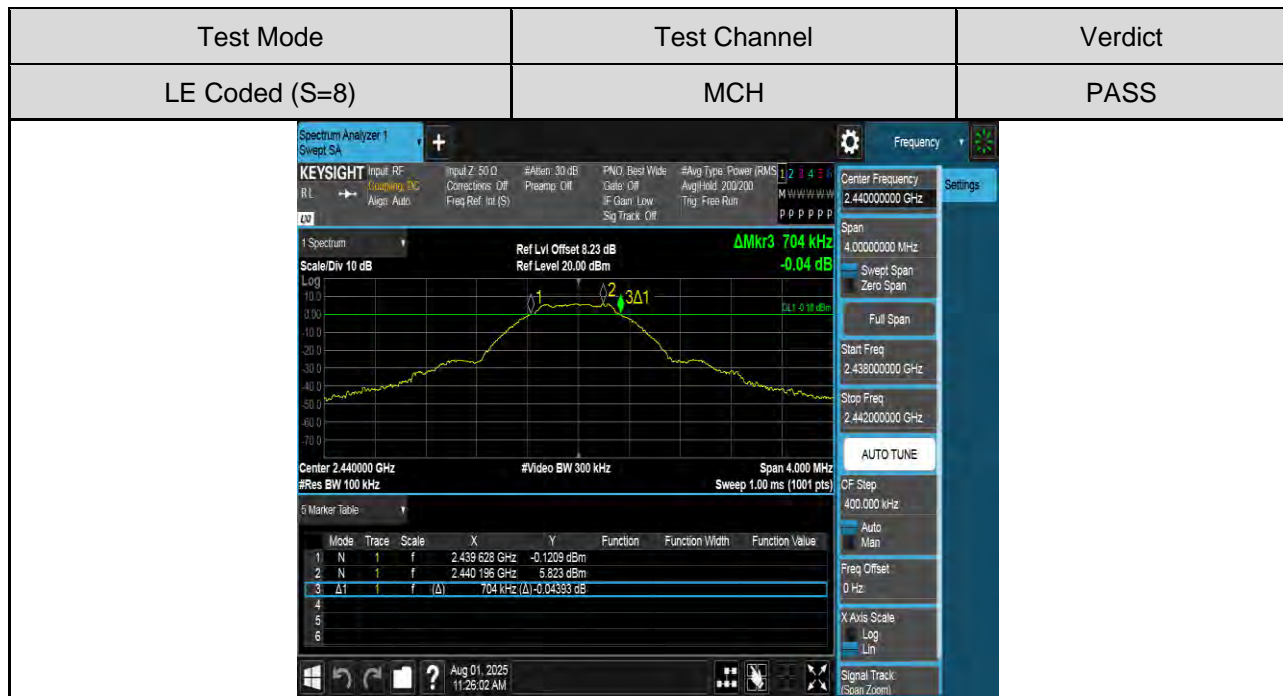 Test Mode Test Channel Verdict
LE Coded (S=8) MCH PASS
Spectrum Analyzer 1
Swept SA
+
Frequency
KEYSIGHT Input: RF Input Z: 50 Ω #Atten: 30 dB PNO: Best Wide #Avg Type: Power (RMS 1 2 3 4 5 6
RL Coupling: DC Corrections: Off Preamp: Off Gate: Off Avg|Hold: 200/200 M W W W W W
Align: Auto Freq Ref: Int (S) IF Gain: Low Trig: Free Run
Sig Track: Off P P P P P P
LXI
1 Spectrum
Ref Lvl Offset 8.23 dB
ΔMkr3 704 kHz
Scale/Div 10 dB Ref Level 20.00 dBm -0.04 dB
Log
10.0
0.00
-10.0
-20.0
-30.0
-40.0
-50.0
-60.0
-70.0
1
2
3Δ1
DL1 -0.18 dBm
Center 2.440000 GHz #Video BW 300 kHz Span 4.000 MHz
#Res BW 100 kHz Sweep 1.00 ms (1001 pts)
5 Marker Table
Mode Trace Scale X Y Function Function Width Function Value
1 N 1 f 2.439 628 GHz -0.1209 dBm
2 N 1 f 2.440 196 GHz 5.823 dBm
3 Δ1 1 f (Δ) 704 kHz (Δ) -0.04393 dB
4
5
6
Aug 01, 2025
11:26:02 AM
?
Center Frequency
2.440000000 GHz
Settings
Span
4.00000000 MHz
Swept Span
Zero Span
Full Span
Start Freq
2.438000000 GHz
Stop Freq
2.442000000 GHz
AUTO TUNE
CF Step
400.000 kHz
Auto
Man
Freq Offset
0 Hz
X Axis Scale
Log
Lin
Signal Track
(Span Zoom)